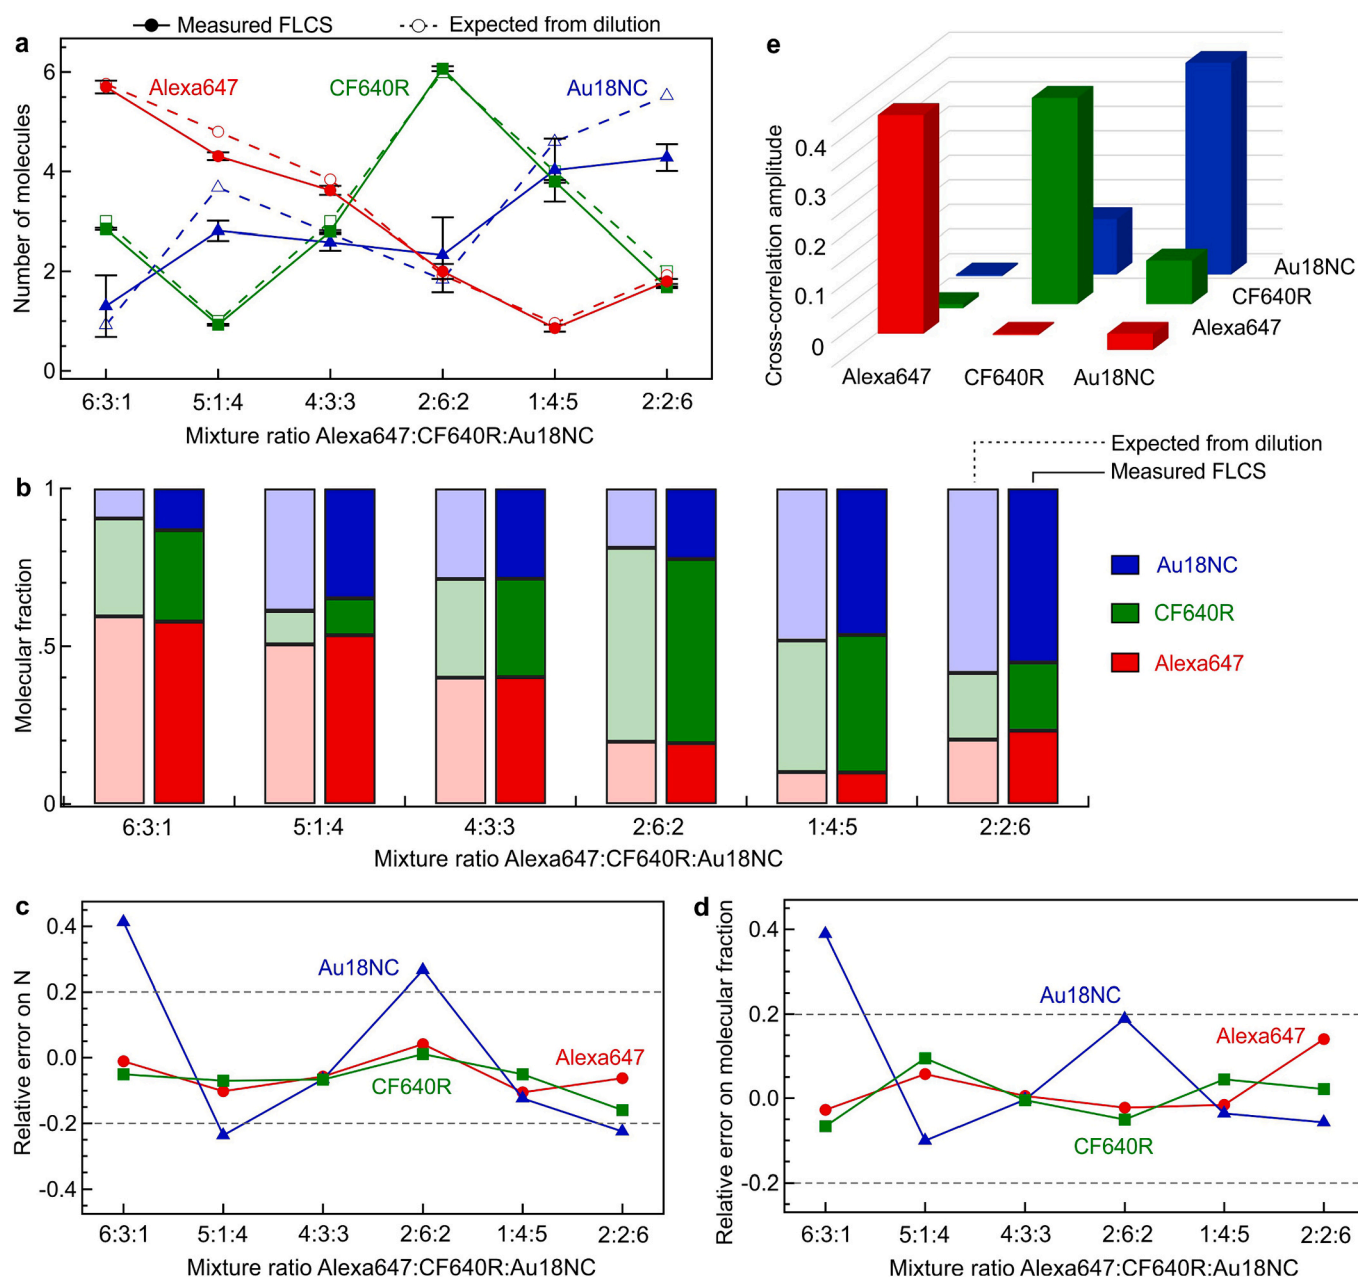 Measured FLCS
Expected from dilution
a
Alexa647
CF640R
Au18NC
Number of molecules
6
4
2
0
6:3:1 5:1:4 4:3:3 2:6:2 1:4:5 2:2:6
Mixture ratio Alexa647:CF640R:Au18NC
e
Cross-correlation amplitude
0.4
0.3
0.2
0.1
0
Au18NC
CF640R
Alexa647
Alexa647 CF640R Au18NC
Expected from dilution
Measured FLCS
b
Molecular fraction
1
.5
0
6:3:1 5:1:4 4:3:3 2:6:2 1:4:5 2:2:6
Mixture ratio Alexa647:CF640R:Au18NC
Au18NC
CF640R
Alexa647
c
Relative error on N
0.4
0.2
0.0
-0.2
-0.4
Au18NC
Alexa647
CF640R
6:3:1 5:1:4 4:3:3 2:6:2 1:4:5 2:2:6
Mixture ratio Alexa647:CF640R:Au18NC
d
Relative error on molecular fraction
0.4
0.2
0.0
-0.2
Au18NC
Alexa647
CF640R
6:3:1 5:1:4 4:3:3 2:6:2 1:4:5 2:2:6
Mixture ratio Alexa647:CF640R:Au18NC